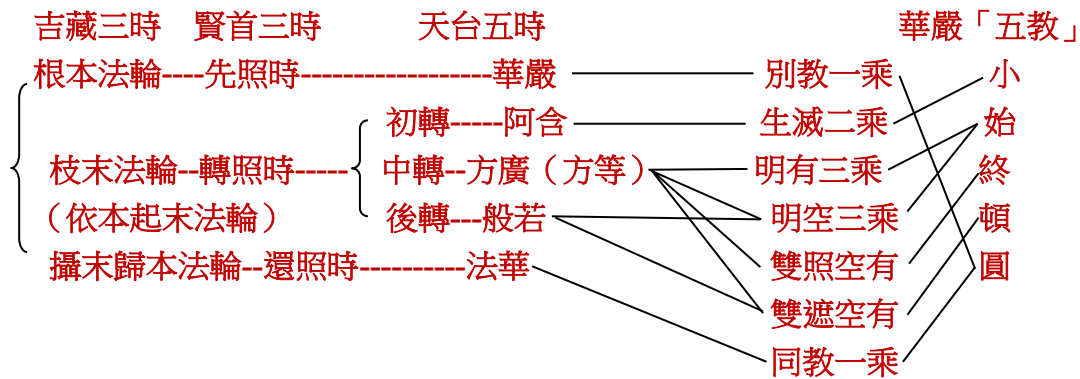 吉藏三時 賢首三時 天台五時 華嚴「五教」
根本法輪----先照時------------------華嚴 別教一乘 小
初轉-----阿含 生滅二乘 始
枝末法輪--轉照時----- 中轉--方廣（方等） 明有三乘 終
（依本起末法輪） 後轉---般若 明空三乘 頓
攝末歸本法輪--還照時----------法華 雙照空有 圓
雙遮空有
同教一乘